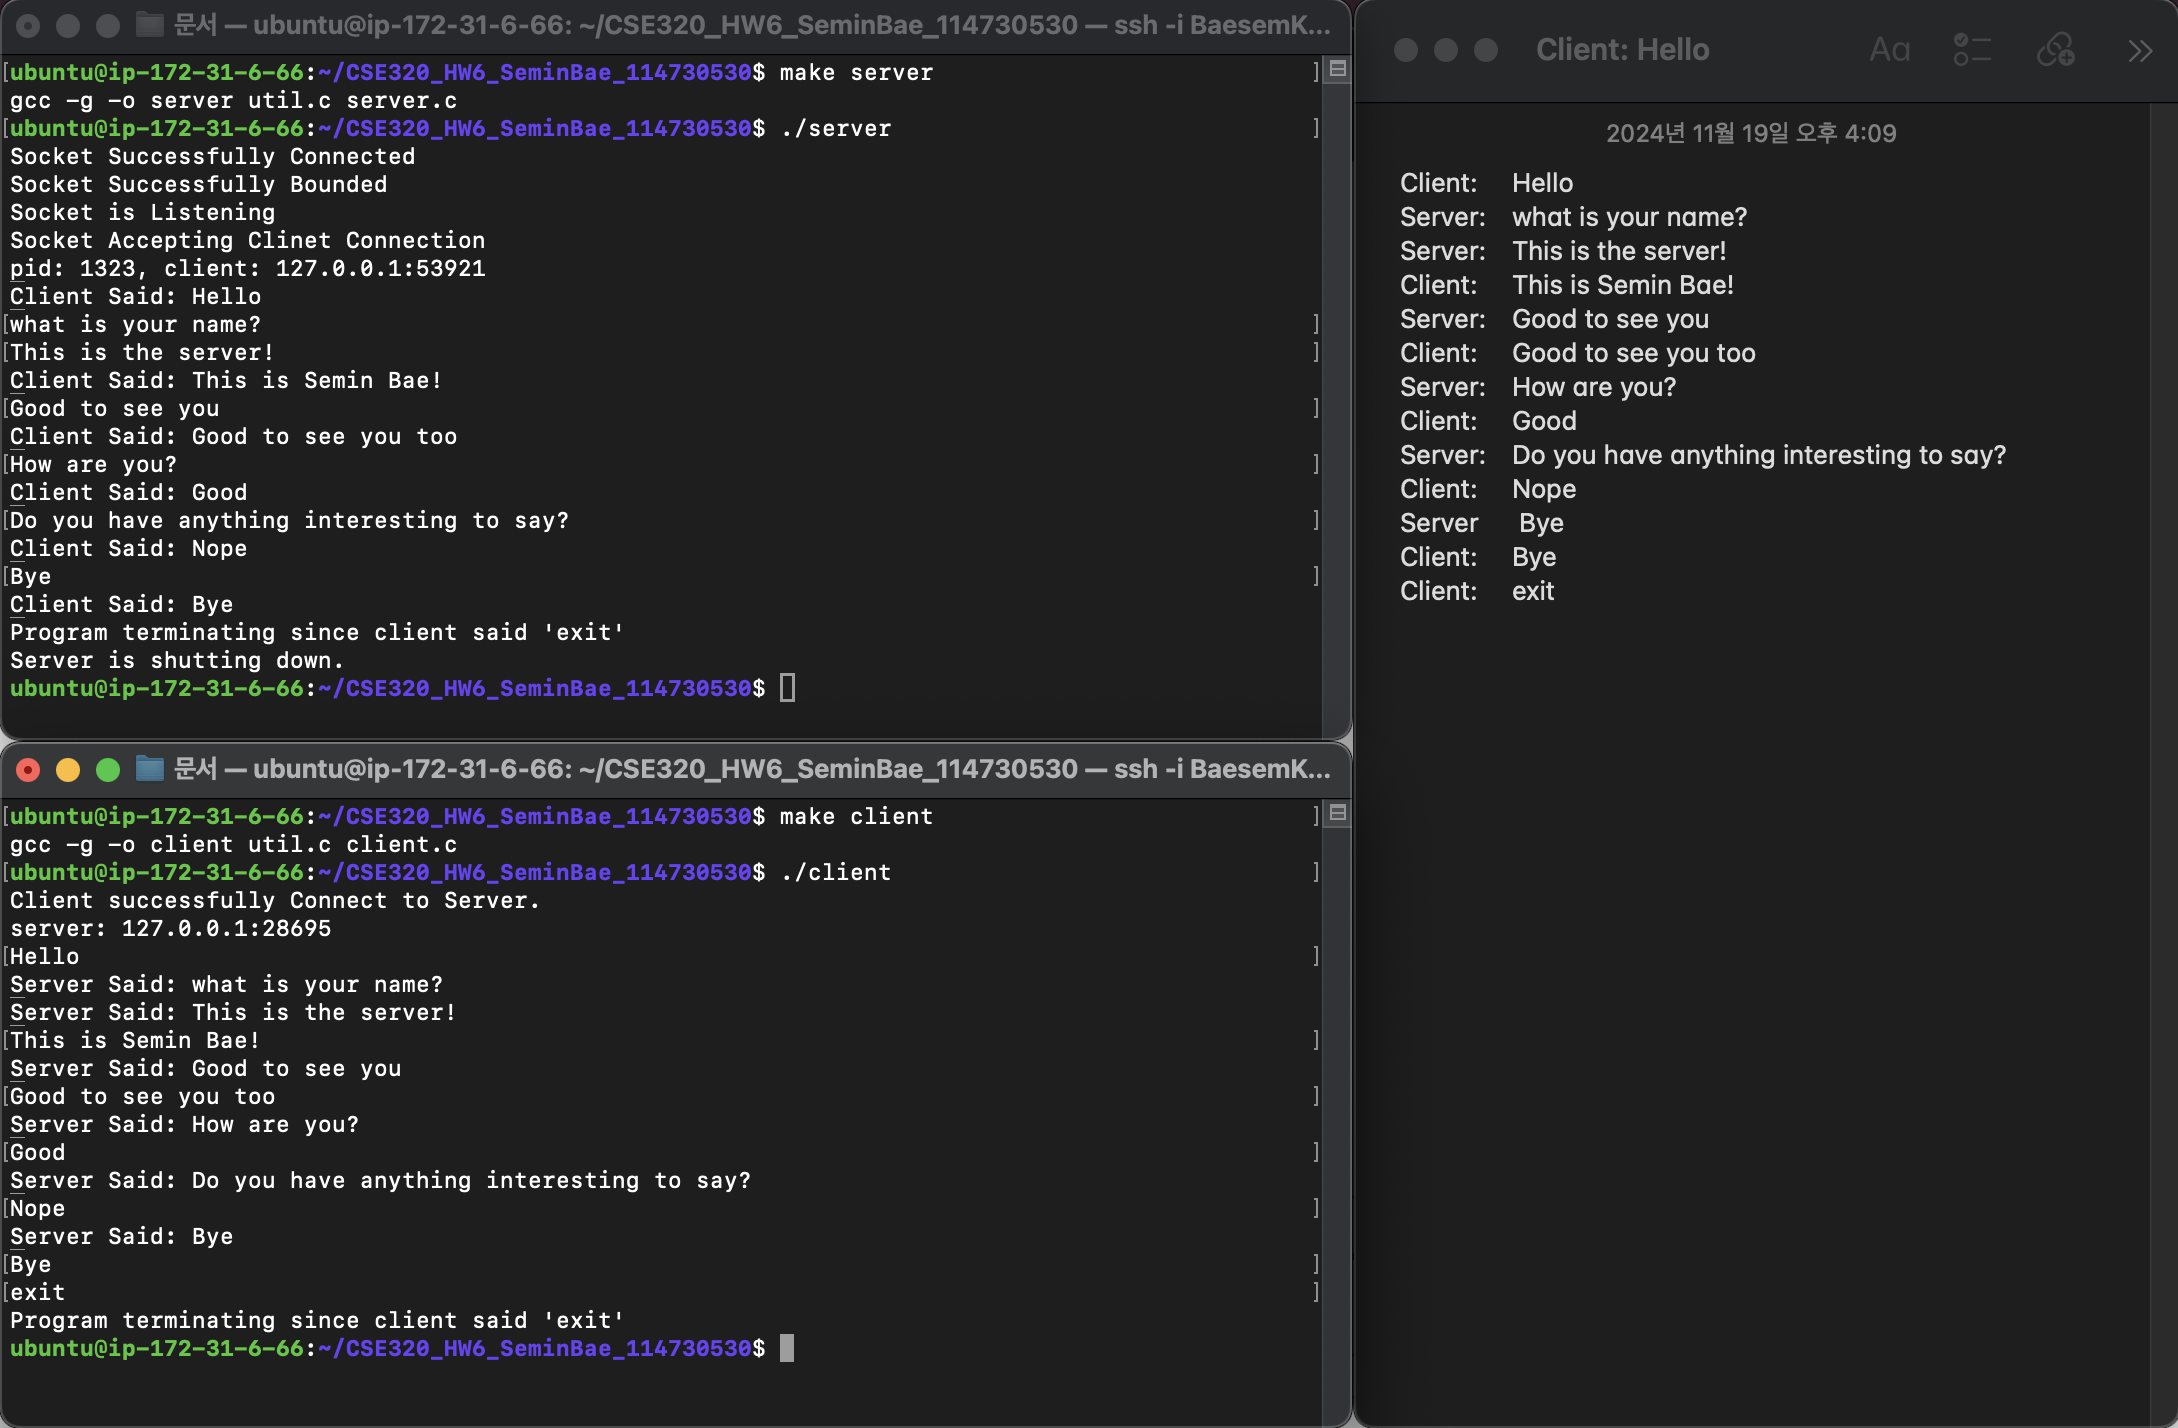 문서 — ubuntu@ip-172-31-6-66: ~/CSE320_HW6_SeminBae_114730530 — ssh -i BaesemK...
ubuntu@ip-172-31-6-66:~/CSE320_HW6_SeminBae_114730530$ make server
gcc -g -o server util.c server.c
ubuntu@ip-172-31-6-66:~/CSE320_HW6_SeminBae_114730530$ ./server
Socket Successfully Connected
Socket Successfully Bounded
Socket is Listening
Socket Accepting Clinet Connection
pid: 1323, client: 127.0.0.1:53921
Client Said: Hello
what is your name?
This is the server!
Client Said: This is Semin Bae!
Good to see you
Client Said: Good to see you too
How are you?
Client Said: Good
Do you have anything interesting to say?
Client Said: Nope
Bye
Client Said: Bye
Program terminating since client said 'exit'
Server is shutting down.
ubuntu@ip-172-31-6-66:~/CSE320_HW6_SeminBae_114730530$
문서 — ubuntu@ip-172-31-6-66: ~/CSE320_HW6_SeminBae_114730530 — ssh -i BaesemK...
ubuntu@ip-172-31-6-66:~/CSE320_HW6_SeminBae_114730530$ make client
gcc -g -o client util.c client.c
ubuntu@ip-172-31-6-66:~/CSE320_HW6_SeminBae_114730530$ ./client
Client successfully Connect to Server.
server: 127.0.0.1:28695
Hello
Server Said: what is your name?
Server Said: This is the server!
This is Semin Bae!
Server Said: Good to see you
Good to see you too
Server Said: How are you?
Good
Server Said: Do you have anything interesting to say?
Nope
Server Said: Bye
Bye
exit
Program terminating since client said 'exit'
ubuntu@ip-172-31-6-66:~/CSE320_HW6_SeminBae_114730530$
Client: Hello
Aa
2024년 11월 19일 오후 4:09
Client: Hello
Server: what is your name?
Server: This is the server!
Client: This is Semin Bae!
Server: Good to see you
Client: Good to see you too
Server: How are you?
Client: Good
Server: Do you have anything interesting to say?
Client: Nope
Server Bye
Client: Bye
Client: exit